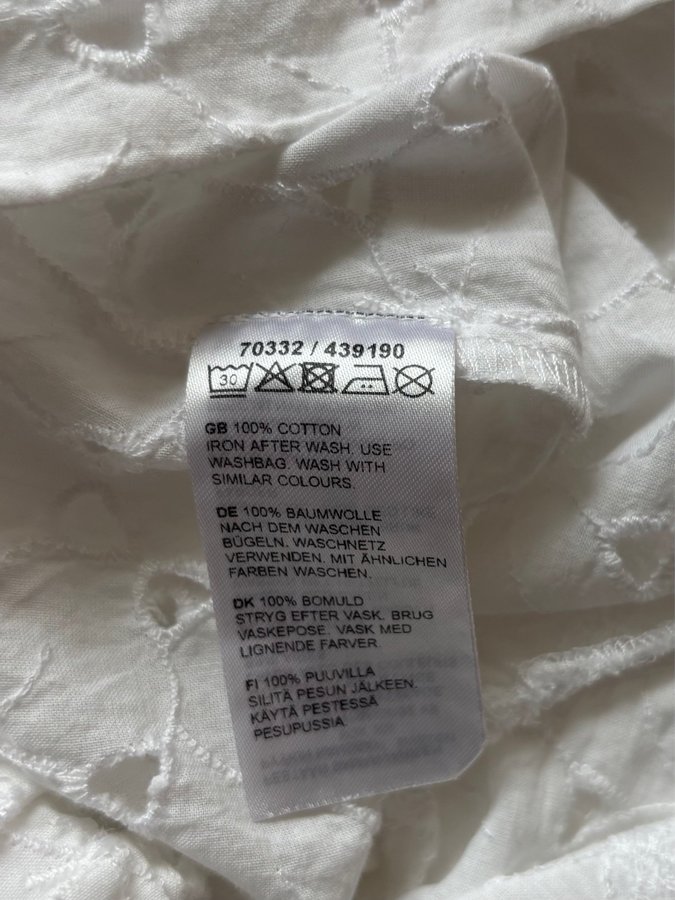 70332 / 439190
30
GB 100% COTTON
IRON AFTER WASH. USE
WASHBAG. WASH WITH
SIMILAR COLOURS.
DE 100% BAUMWOLLE
NACH DEM WASCHEN
BÜGELN. WASCHNETZ
VERWENDEN. MIT ÄHNLICHEN
FARBEN WASCHEN.
DK 100% BOMULD
STRYG EFTER VASK. BRUG
VASKEPOSE. VASK MED
LIGNENDE FARVER.
FI 100% PUUVILLA
SILITÄ PESUN JÄLKEEN.
KÄYTÄ PESTESSÄ
PESUPUSSIA